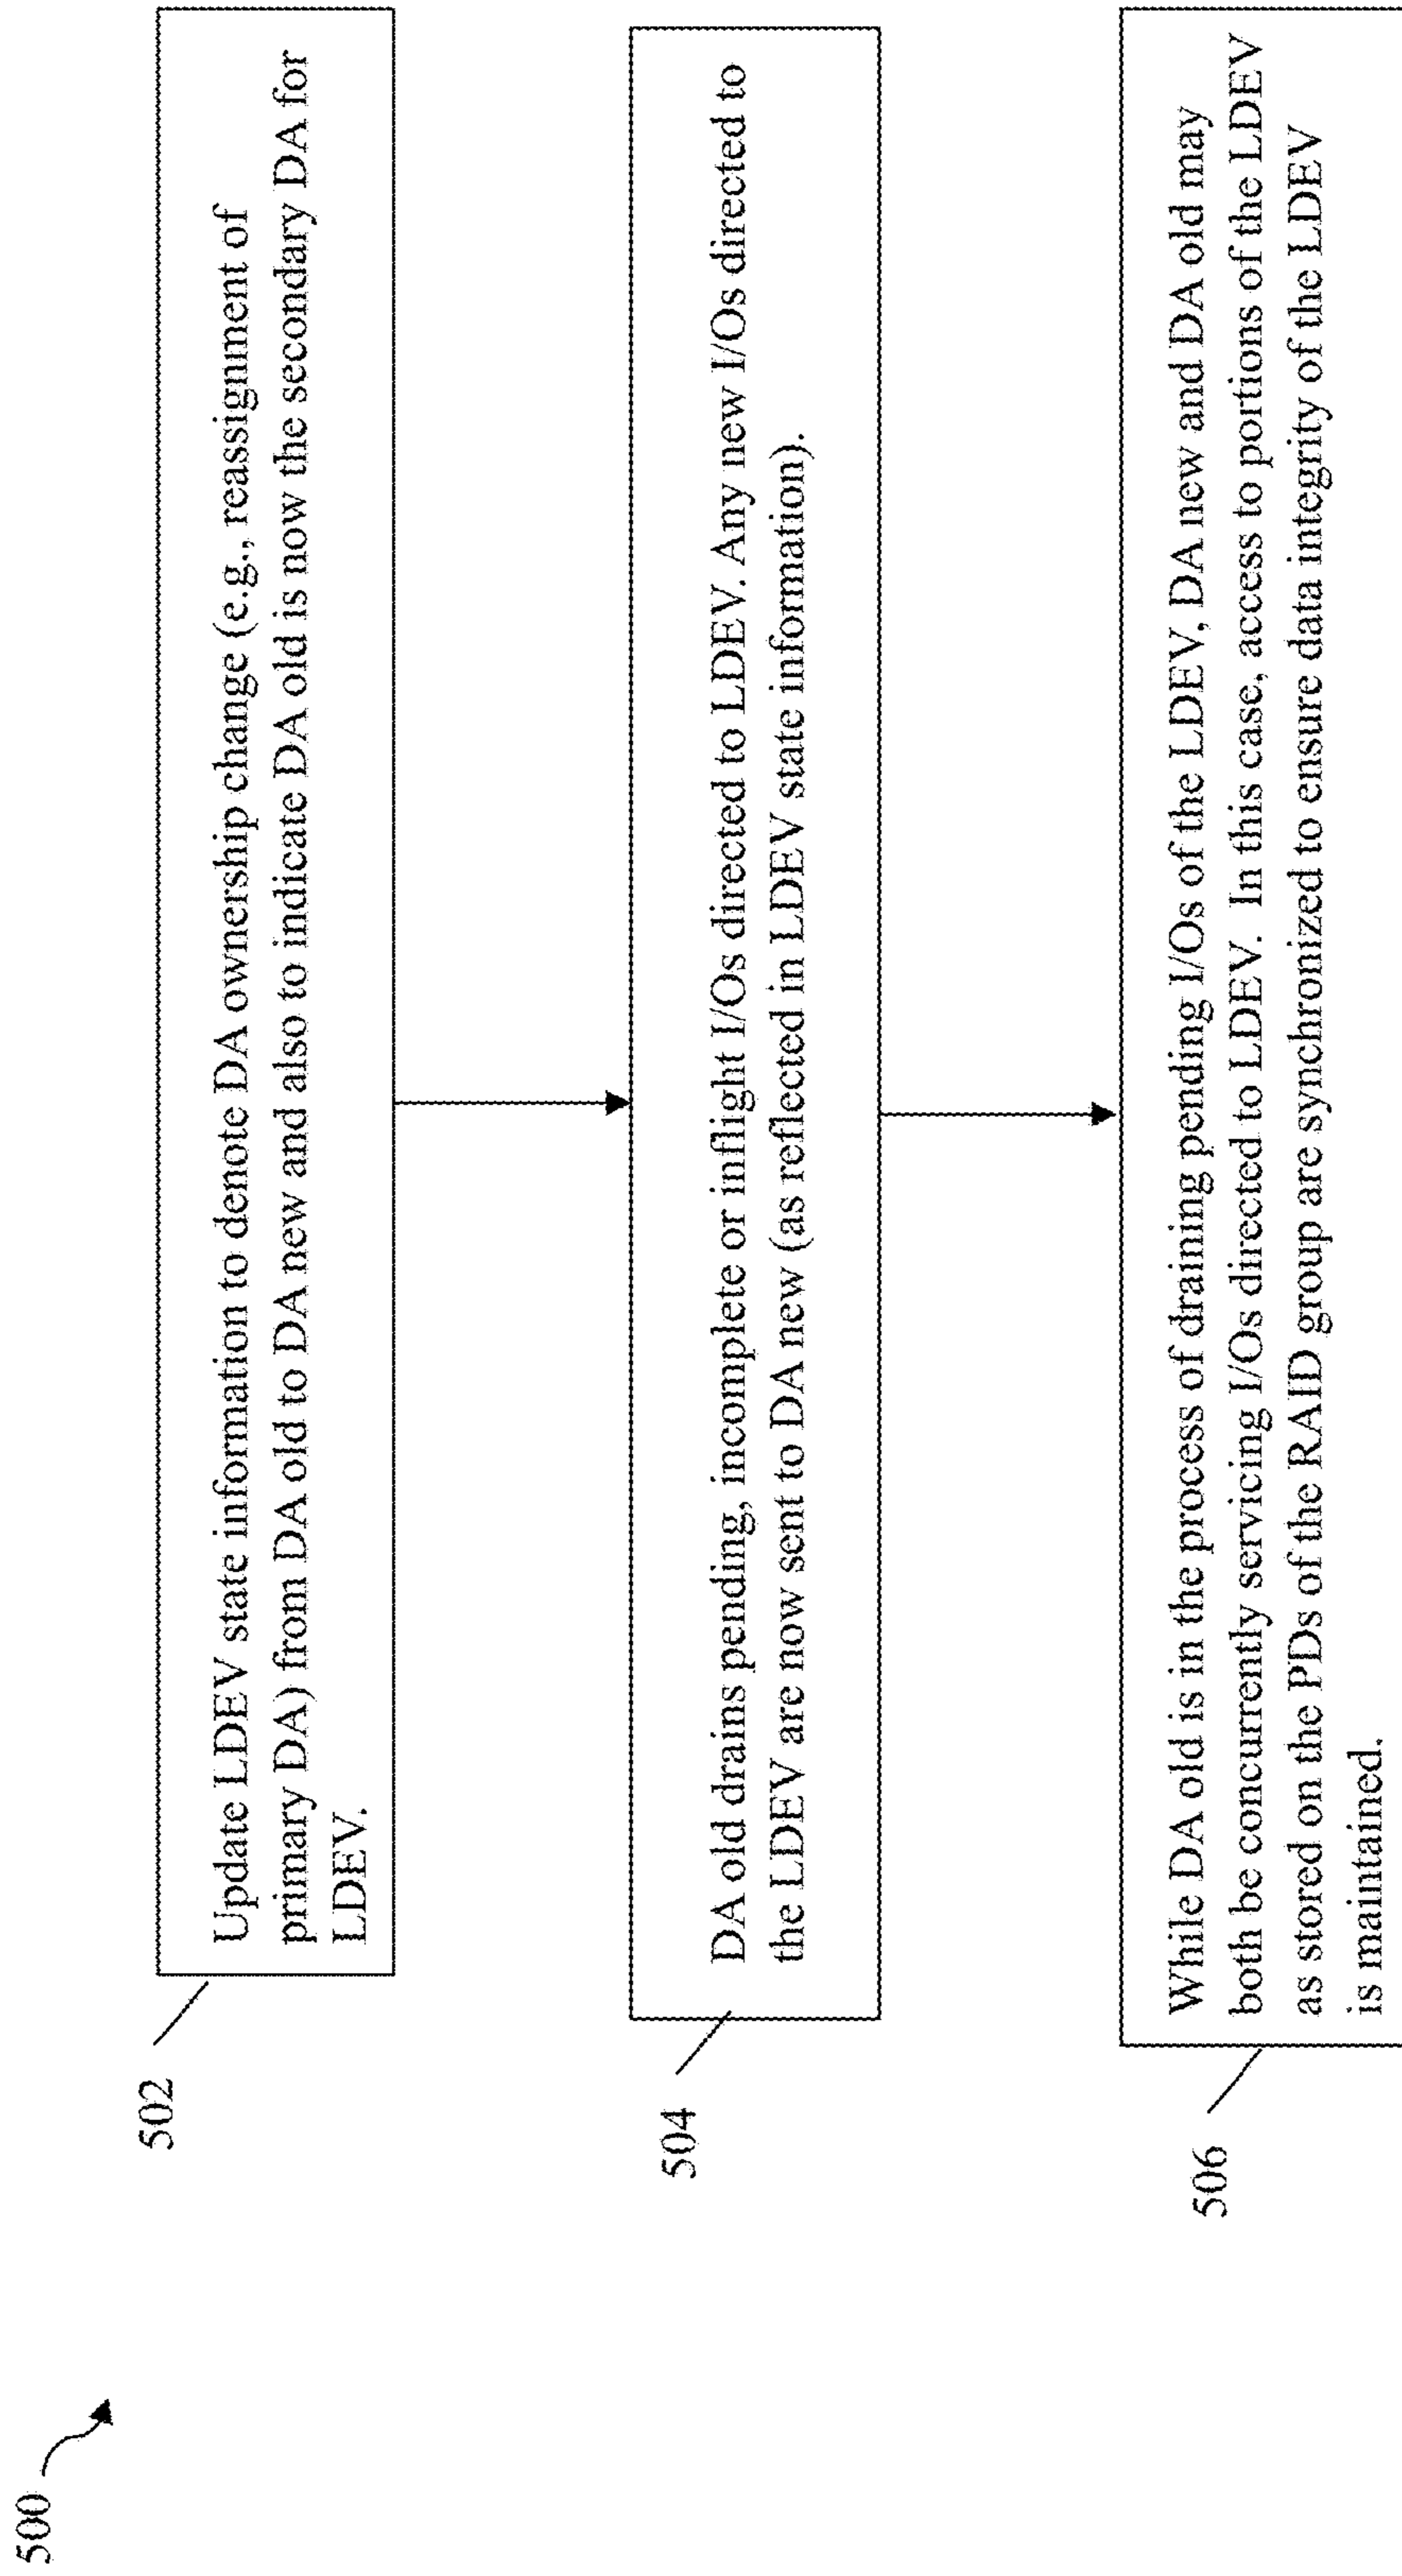 500
502
Update LDEV state information to denote DA ownership change (e.g., reassignment of
primary DA) from DA old to DA new and also to indicate DA old is now the secondary DA for
LDEV.
504
DA old drains pending, incomplete or inflight I/Os directed to LDEV. Any new I/Os directed to
the LDEV are now sent to DA new (as reflected in LDEV state information).
506
While DA old is in the process of draining pending I/Os of the LDEV, DA new and DA old may
both be concurrently servicing I/Os directed to LDEV. In this case, access to portions of the LDEV
as stored on the PDs of the RAID group are synchronized to ensure data integrity of the LDEV
is maintained.